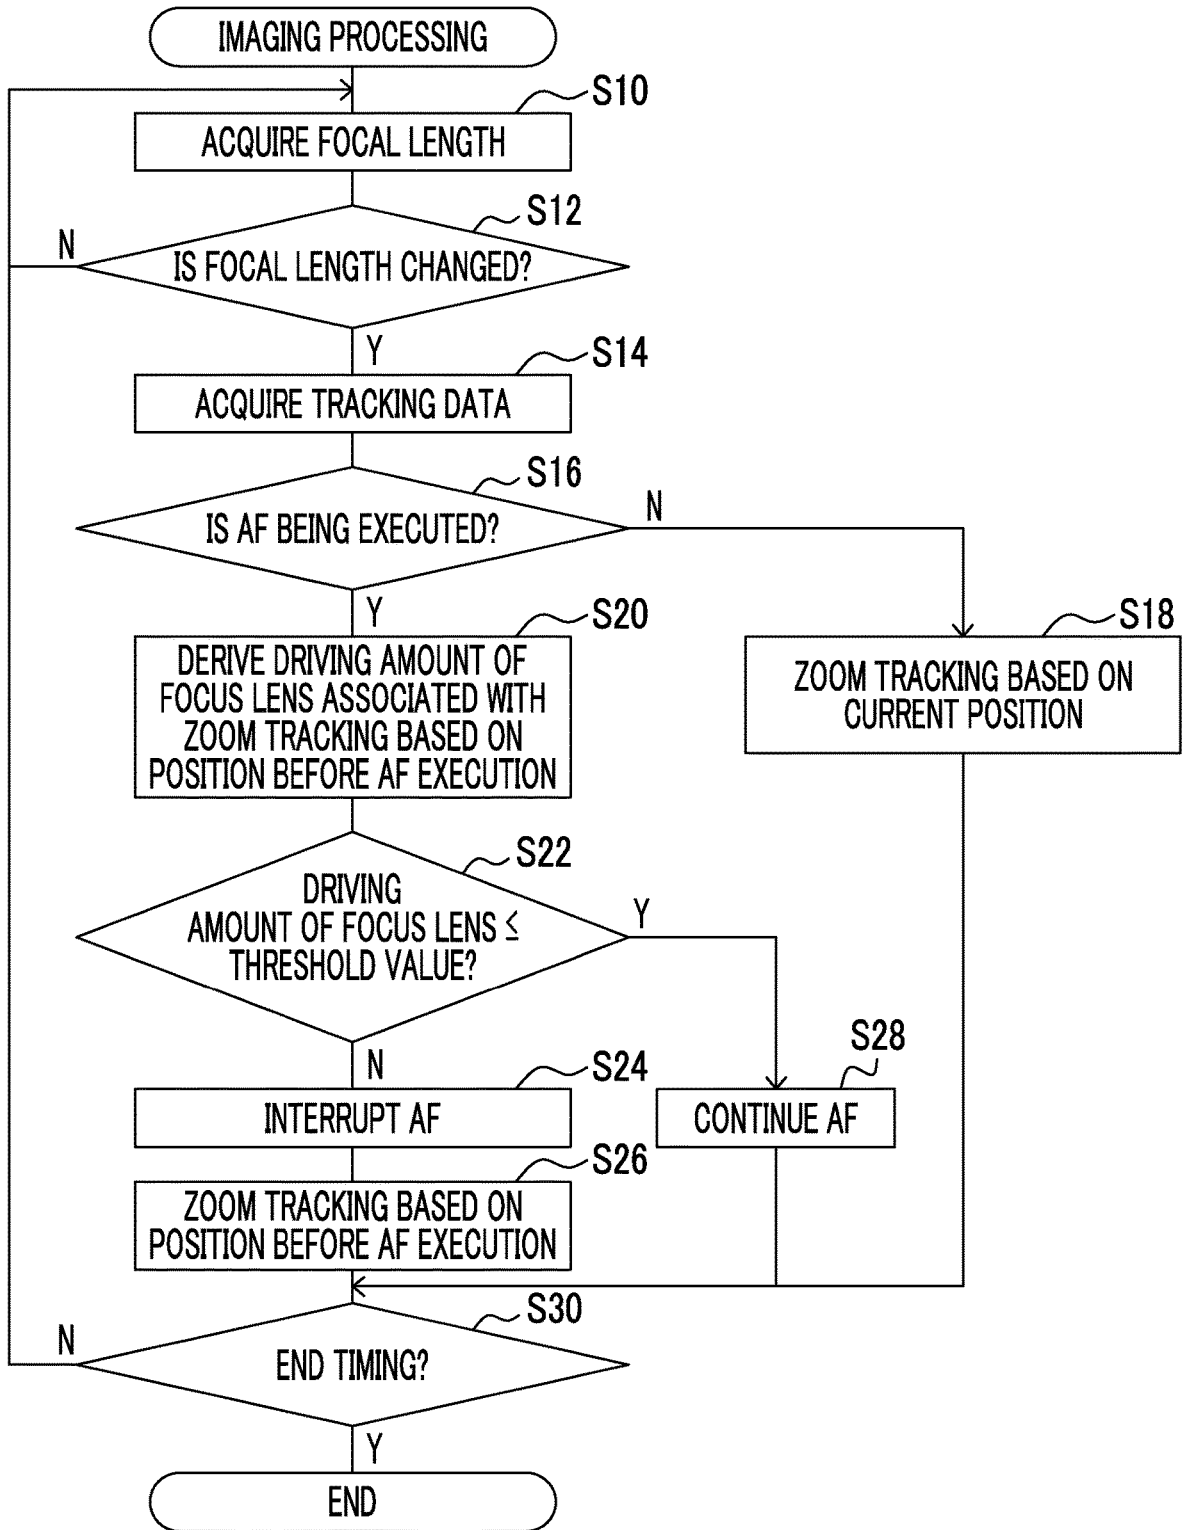 IMAGING PROCESSING
S10
ACQUIRE FOCAL LENGTH
S12
N
IS FOCAL LENGTH CHANGED?
Y
S14
ACQUIRE TRACKING DATA
S16
N
IS AF BEING EXECUTED?
Y
S20
S18
DERIVE DRIVING AMOUNT OF
FOCUS LENS ASSOCIATED WITH
ZOOM TRACKING BASED ON
POSITION BEFORE AF EXECUTION
ZOOM TRACKING BASED ON
CURRENT POSITION
S22
DRIVING
AMOUNT OF FOCUS LENS ≤
THRESHOLD VALUE?
Y
N
S24
S28
INTERRUPT AF
CONTINUE AF
S26
ZOOM TRACKING BASED ON
POSITION BEFORE AF EXECUTION
S30
N
END TIMING?
Y
END